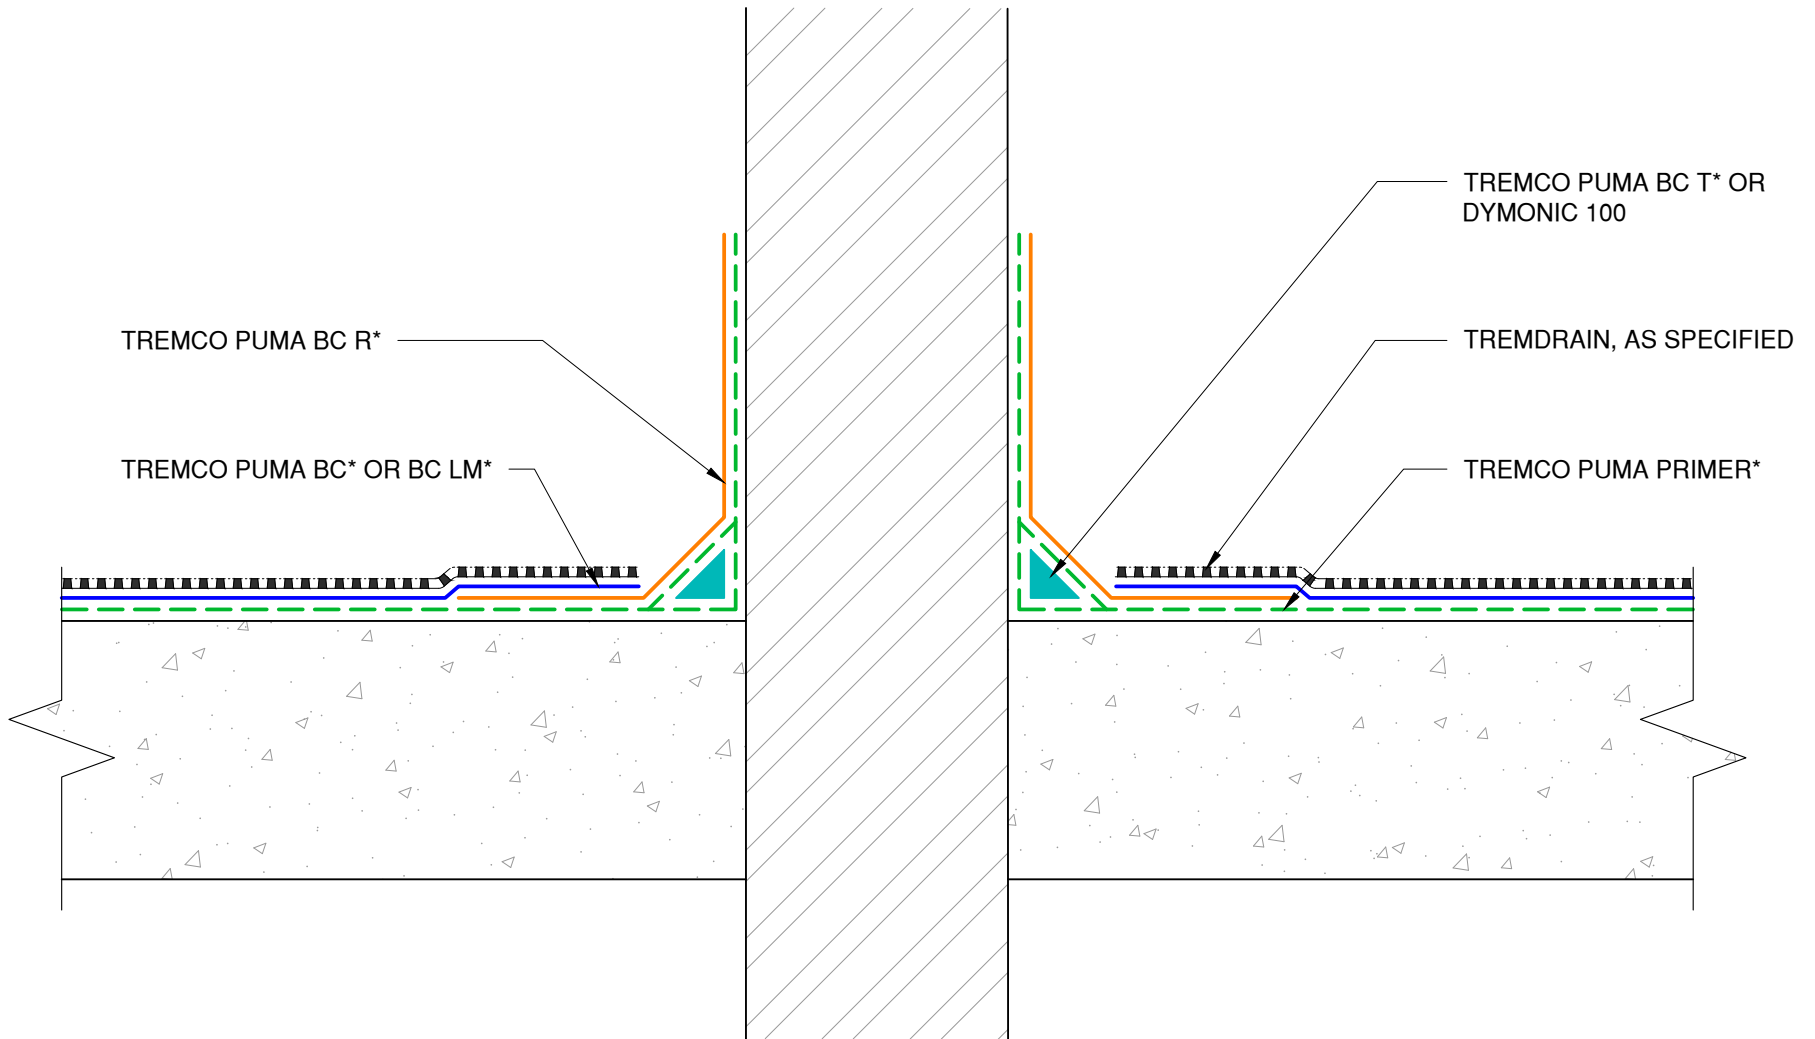 TREMCO PUMA BC T* OR
DYMONIC 100
TREMCO PUMA BC R*
TREMDRAIN, AS SPECIFIED
TREMCO PUMA BC* OR BC LM*
TREMCO PUMA PRIMER*